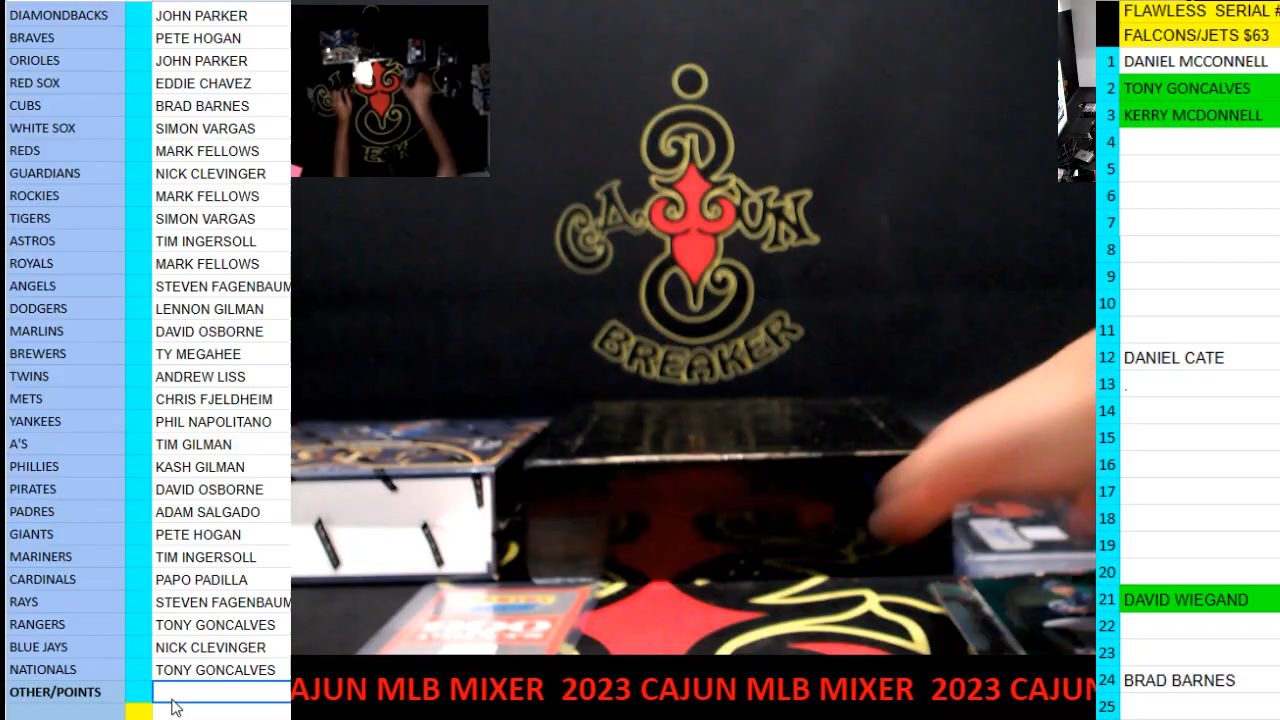 DIAMONDBACKS JOHN PARKER
BRAVES PETE HOGAN
ORIOLES JOHN PARKER
RED SOX EDDIE CHAVEZ
CUBS BRAD BARNES
WHITE SOX SIMON VARGAS
REDS MARK FELLOWS
GUARDIANS NICK CLEVINGER
ROCKIES MARK FELLOWS
TIGERS SIMON VARGAS
ASTROS TIM INGERSOLL
ROYALS MARK FELLOWS
ANGELS STEVEN FAGENBAUM
DODGERS LENNON GILMAN
MARLINS DAVID OSBORNE
BREWERS TY MEGAHEE
TWINS ANDREW LISS
METS CHRIS FJELDHEIM
YANKEES PHIL NAPOLITANO
A'S TIM GILMAN
PHILLIES KASH GILMAN
PIRATES DAVID OSBORNE
PADRES ADAM SALGADO
GIANTS PETE HOGAN
MARINERS TIM INGERSOLL
CARDINALS PAPO PADILLA
RAYS STEVEN FAGENBAUM
RANGERS TONY GONCALVES
BLUE JAYS NICK CLEVINGER
NATIONALS TONY GONCALVES
OTHER/POINTS
CAJUN
BREAKER
AJUN MLB MIXER 2023 CAJUN MLB MIXER 2023 CAJUN
FLAWLESS SERIAL #
FALCONS/JETS $63
1 DANIEL MCCONNELL
2 TONY GONCALVES
3 KERRY MCDONNELL
4
5
6
7
8
9
10
11
12 DANIEL CATE
13 .
14
15
16
17
18
19
20
21 DAVID WIEGAND
22
23
24 BRAD BARNES
25